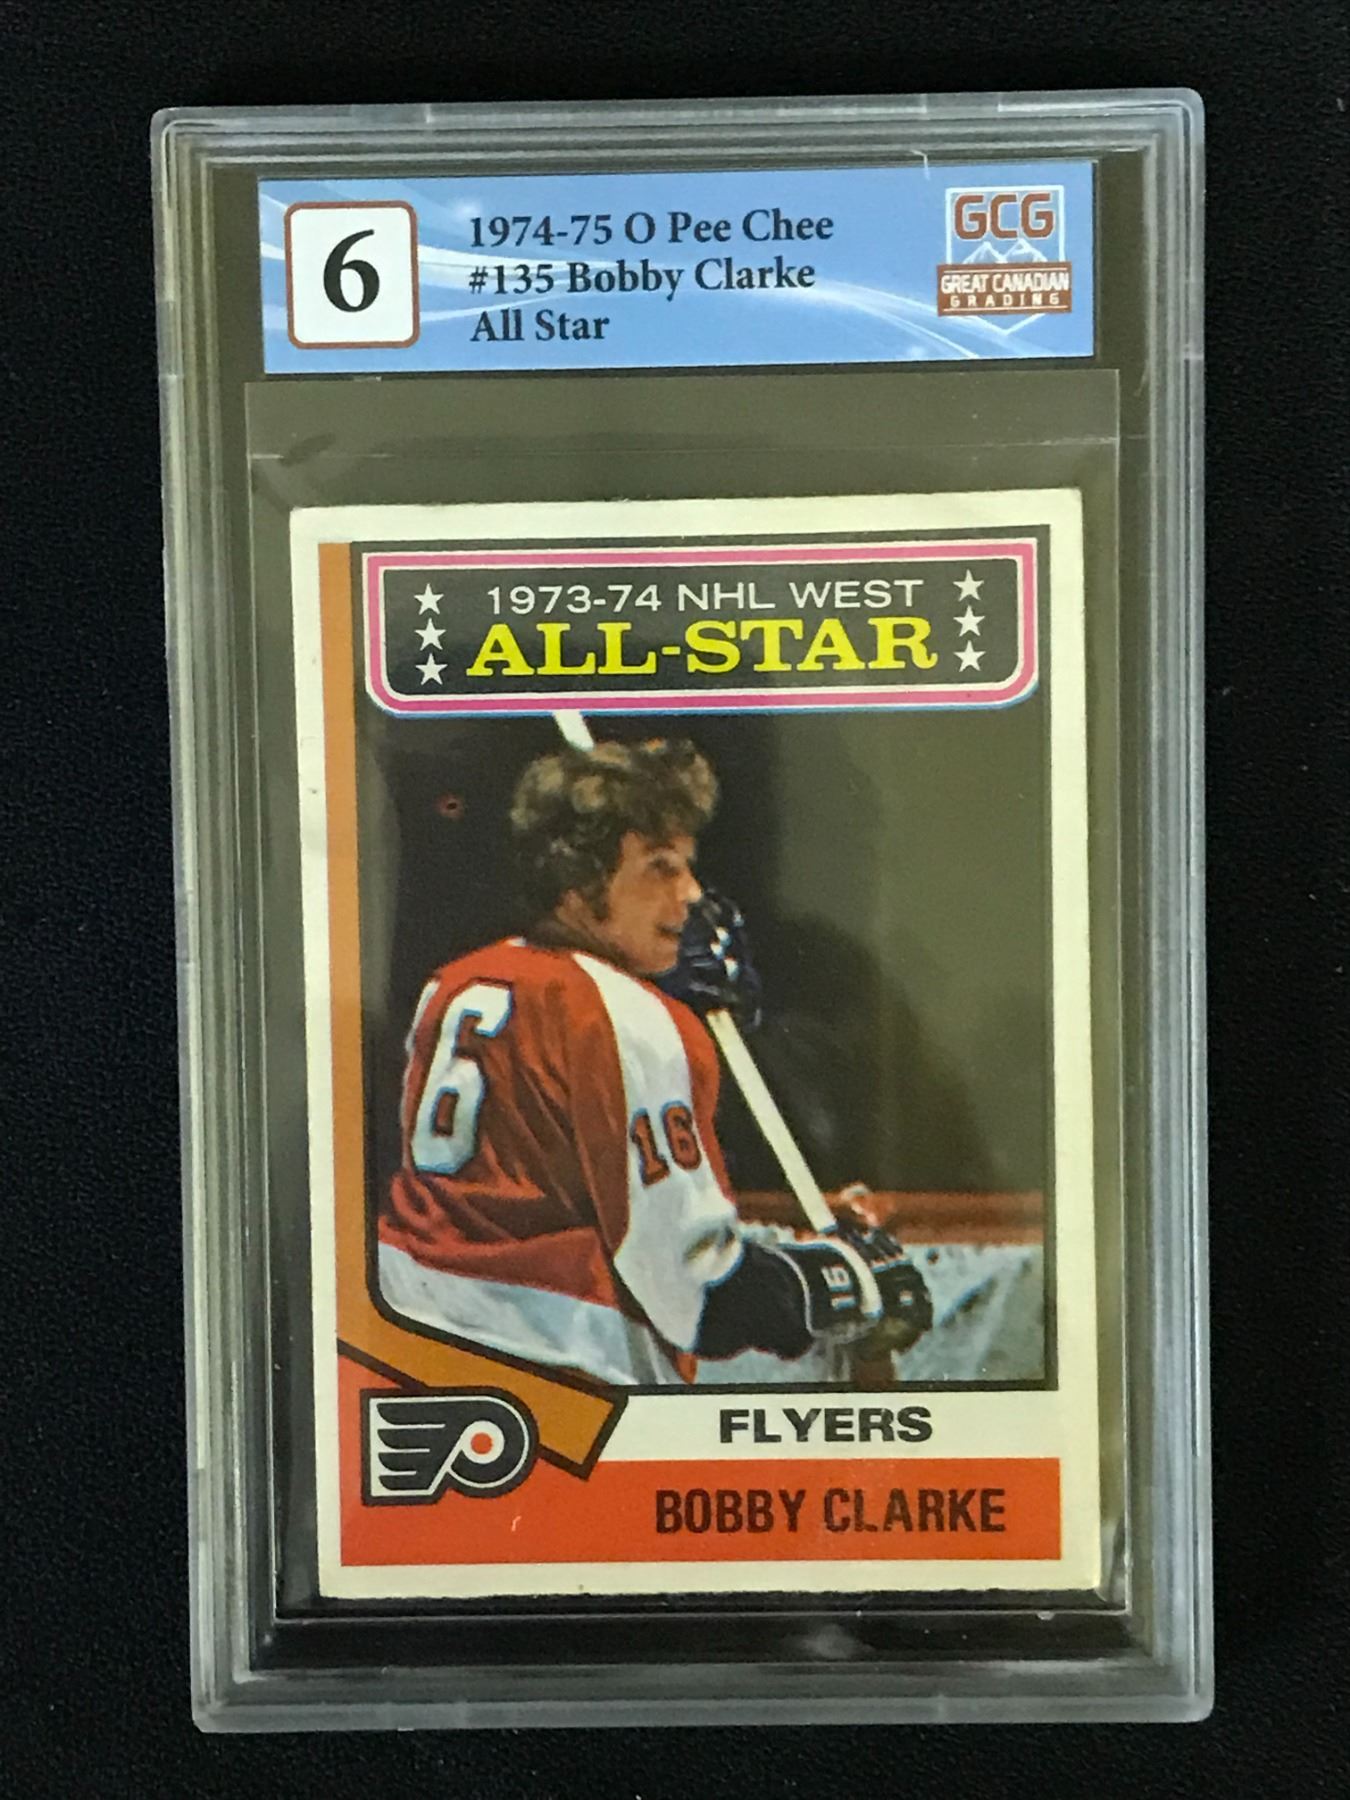 6
1974-75 O Pee Chee
#135 Bobby Clarke
All Star
GCG
GREAT CANADIAN
GRADING
1973-74 NHL WEST
ALL-STAR
16
16
16
FLYERS
BOBBY CLARKE